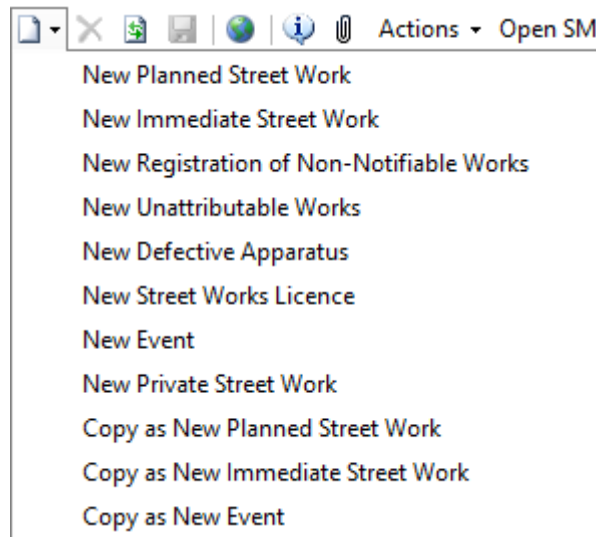 Actions Open SM
New Planned Street Work
New Immediate Street Work
New Registration of Non-Notifiable Works
New Unattributable Works
New Defective Apparatus
New Street Works Licence
New Event
New Private Street Work
Copy as New Planned Street Work
Copy as New Immediate Street Work
Copy as New Event